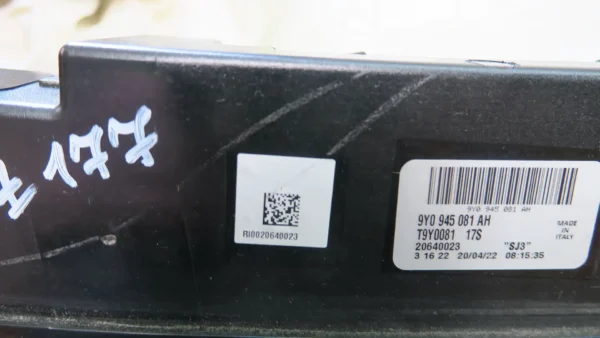 Z 177
RI0020640023
9Y0 945 081 AH
9Y0 945 081 AH
T9Y0081 17S
MADE IN ITALY
20640023 "SJ3"
3 16 22 20/04/22 08:15:35